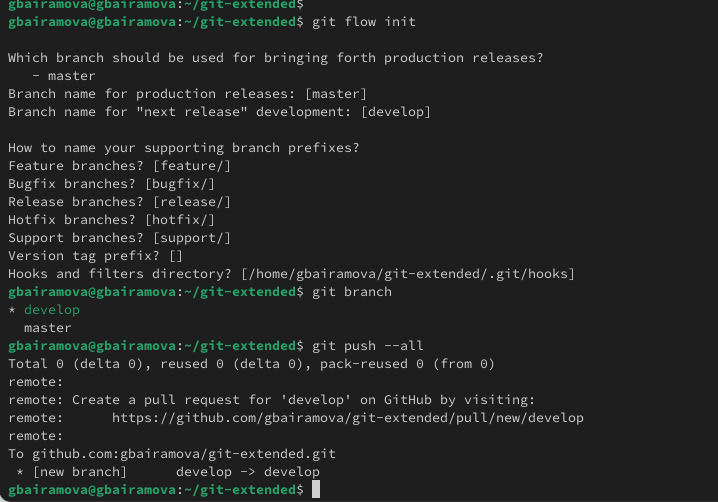 gbairamova@gbairamova:~/git-extended$
gbairamova@gbairamova:~/git-extended$ git flow init

Which branch should be used for bringing forth production releases?
   - master
Branch name for production releases: [master]
Branch name for "next release" development: [develop]

How to name your supporting branch prefixes?
Feature branches? [feature/]
Bugfix branches? [bugfix/]
Release branches? [release/]
Hotfix branches? [hotfix/]
Support branches? [support/]
Version tag prefix? []
Hooks and filters directory? [/home/gbairamova/git-extended/.git/hooks]
gbairamova@gbairamova:~/git-extended$ git branch
* develop
  master
gbairamova@gbairamova:~/git-extended$ git push --all
Total 0 (delta 0), reused 0 (delta 0), pack-reused 0 (from 0)
remote:
remote: Create a pull request for 'develop' on GitHub by visiting:
remote:      https://github.com/gbairamova/git-extended/pull/new/develop
remote:
To github.com:gbairamova/git-extended.git
 * [new branch]      develop -> develop
gbairamova@gbairamova:~/git-extended$